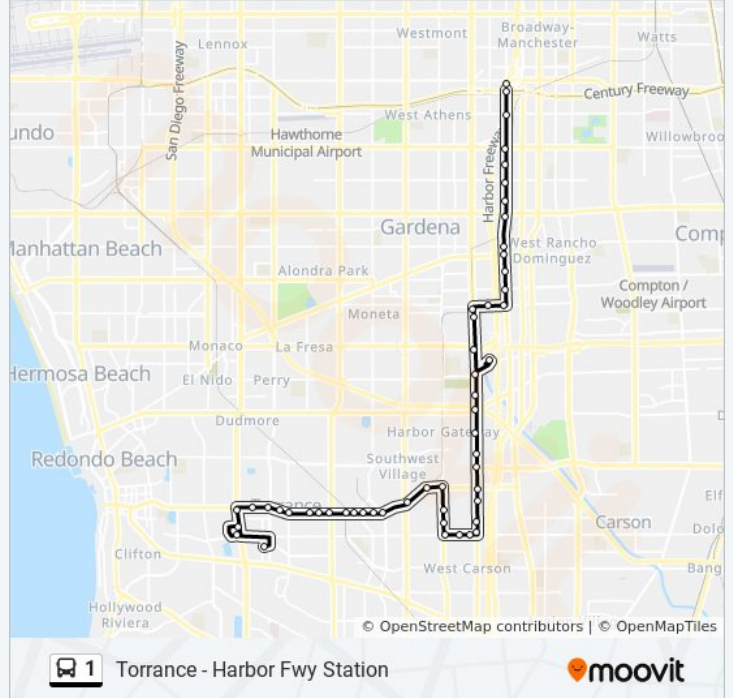 Broadway-
Manchester
Watts
Westmont
Lennox
San Diego Freeway
Century Freeway
West Athens
Hawthorne
Municipal Airport
undo
Willowbroo
Harbor Freeway
Gardena
Comp
West Rancho
Dominguez
Manhattan Beach
Alondra Park
Compton /
Woodley Airport
Moneta
Monaco
La Fresa
Hermosa Beach
El Nido
Perry
Dudmore
Harbor Gateway
Redondo Beach
Southwest
Village
Torrance
Elf
Carson
Dolo
Clifton
West Carson
Bang
Hollywood
Riviera
© OpenStreetMap contributors | © OpenMapTiles
1
Torrance - Harbor Fwy Station
moovit